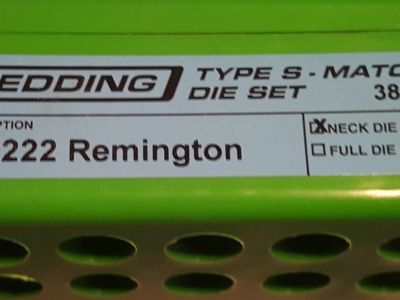 EDDING TYPE S - MATC
DIE SET 38
PTION
222 Remington
☒ NECK DIE
☐ FULL DIE